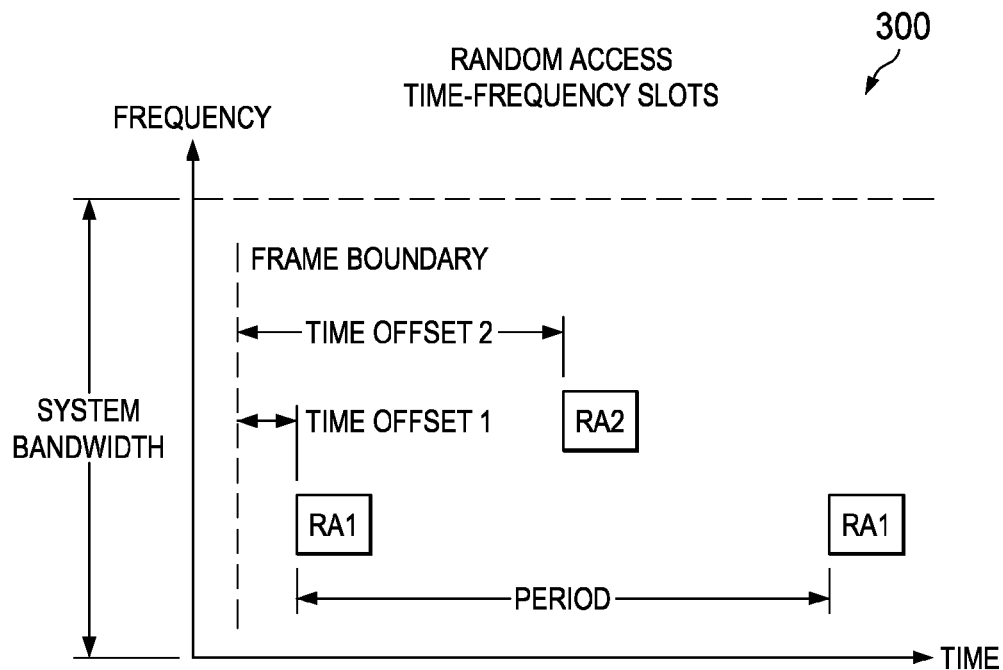 300
RANDOM ACCESS
TIME-FREQUENCY SLOTS
FREQUENCY
FRAME BOUNDARY
TIME OFFSET 2
SYSTEM
BANDWIDTH
TIME OFFSET 1
RA2
RA1
RA1
PERIOD
TIME